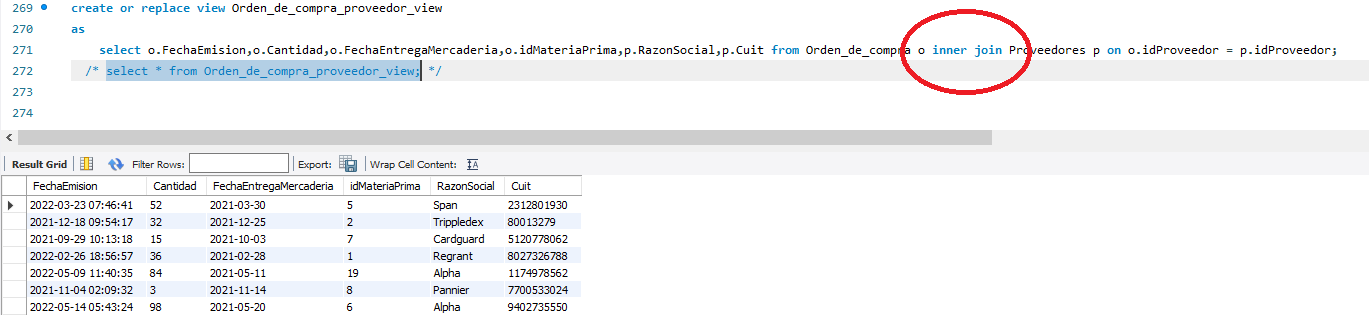 269 create or replace view Orden_de_compra_proveedor_view
270 as
271 select o.FechaEmision,o.Cantidad,o.FechaEntregaMercaderia,o.idMateriaPrima,p.RazonSocial,p.Cuit from Orden_de_compra o inner join Proveedores p on o.idProveedor = p.idProveedor;
272 /* select * from Orden_de_compra_proveedor_view; */
273
274
Result Grid Filter Rows: Export: Wrap Cell Content: IA
FechaEmision Cantidad FechaEntregaMercaderia idMateriaPrima RazonSocial Cuit
2022-03-23 07:46:41 52 2021-03-30 5 Span 2312801930
2021-12-18 09:54:17 32 2021-12-25 2 Trippledex 80013279
2021-09-29 10:13:18 15 2021-10-03 7 Cardguard 5120778062
2022-02-26 18:56:57 36 2021-02-28 1 Regrant 8027326788
2022-05-09 11:40:35 84 2021-05-11 19 Alpha 1174978562
2021-11-04 02:09:32 3 2021-11-14 8 Pannier 7700533024
2022-05-14 05:43:24 98 2021-05-20 6 Alpha 9402735550